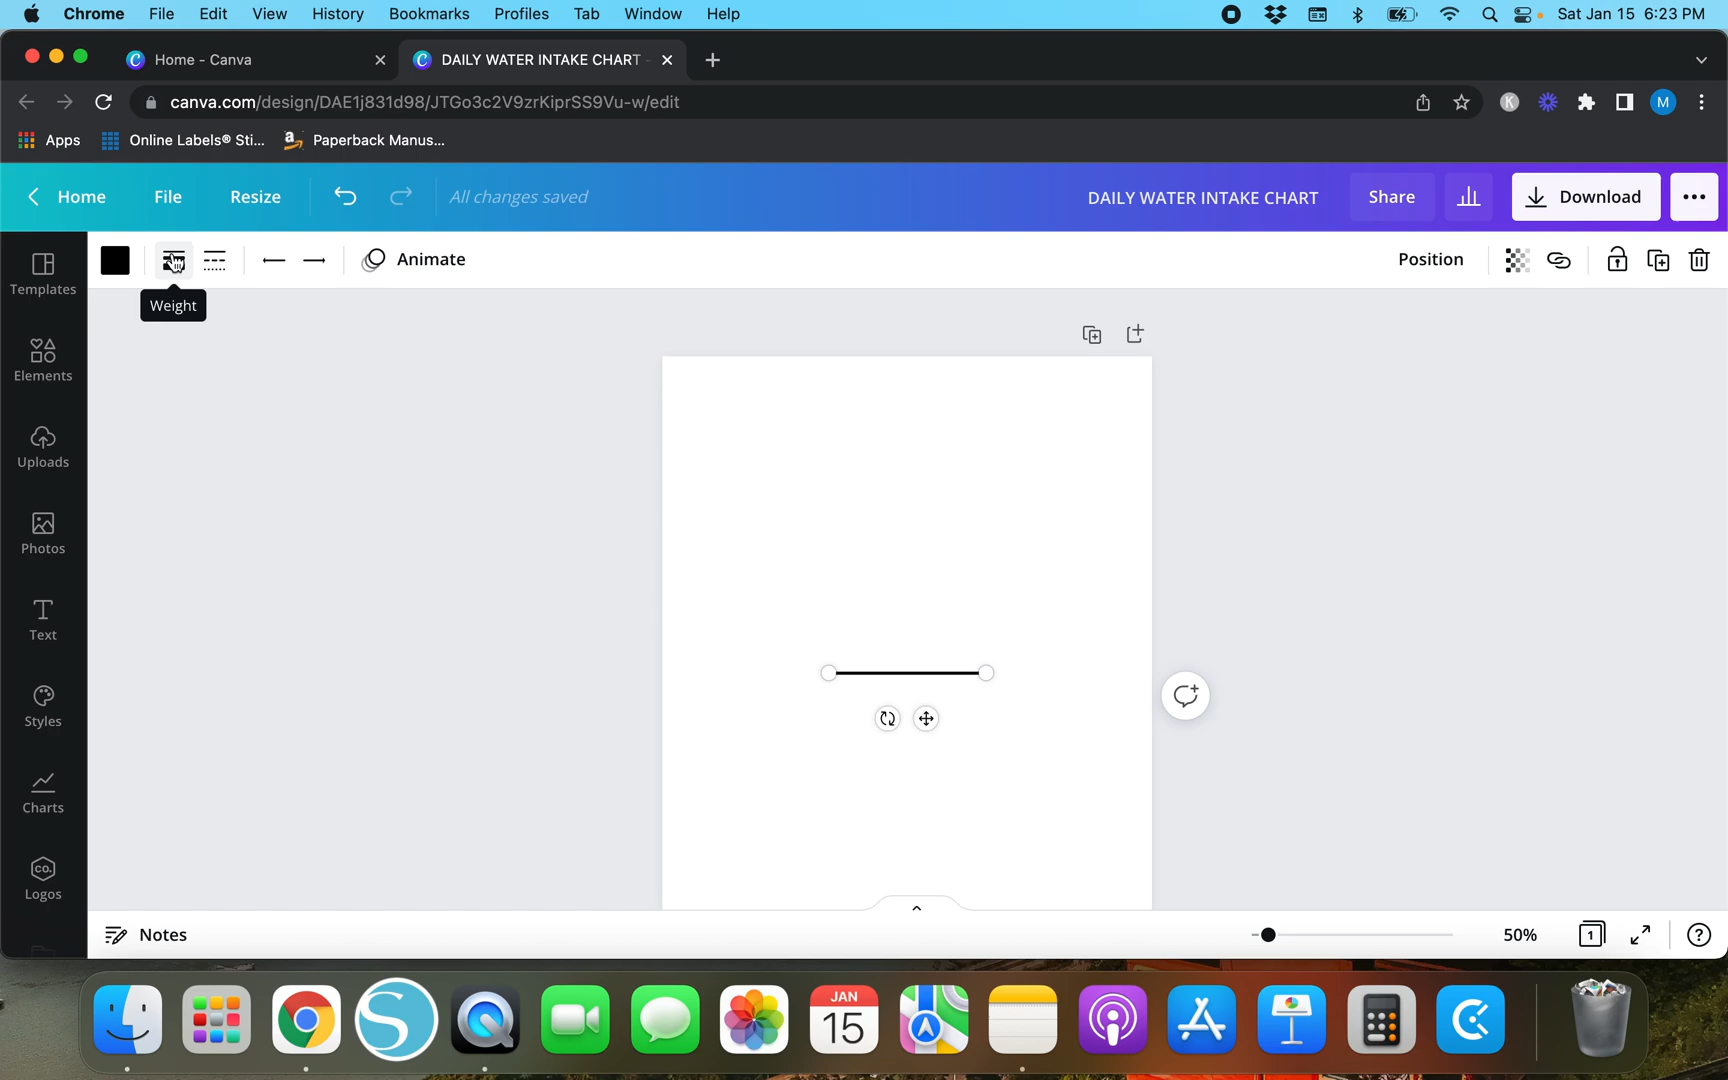 Chrome File Edit View History Bookmarks Profiles Tab Window Help Sat Jan 15 6:23 PM
Home - Canva DAILY WATER INTAKE CHART -
canva.com/design/DAE1j831d98/JTGo3c2V9zrKiprSS9Vu-w/edit K M
Apps Online Labels® Sti... Paperback Manus...
Home File Resize All changes saved DAILY WATER INTAKE CHART Share Download
Animate Position
Weight
Templates
Elements
Uploads
Photos
Text
Styles
Charts
CO.
Logos
Notes 50% 1 ?
JAN
15